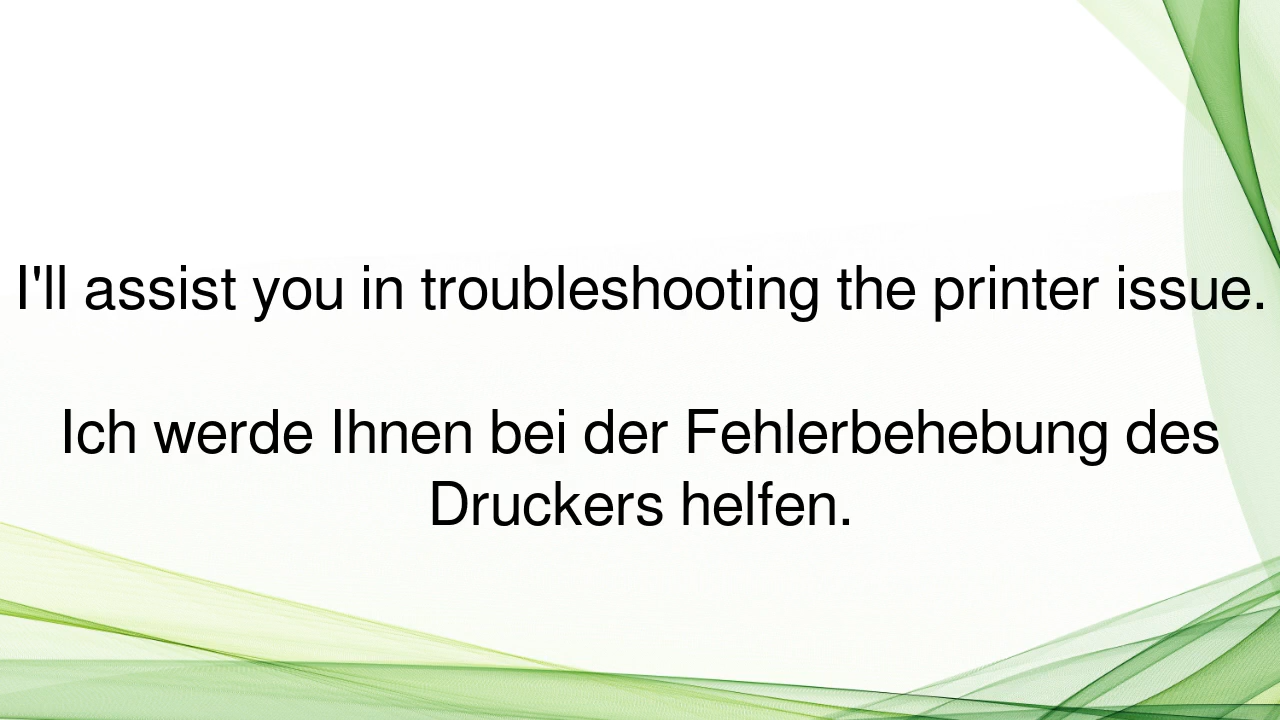 I'll assist you in troubleshooting the printer issue.
Ich werde Ihnen bei der Fehlerbehebung des
Druckers helfen.